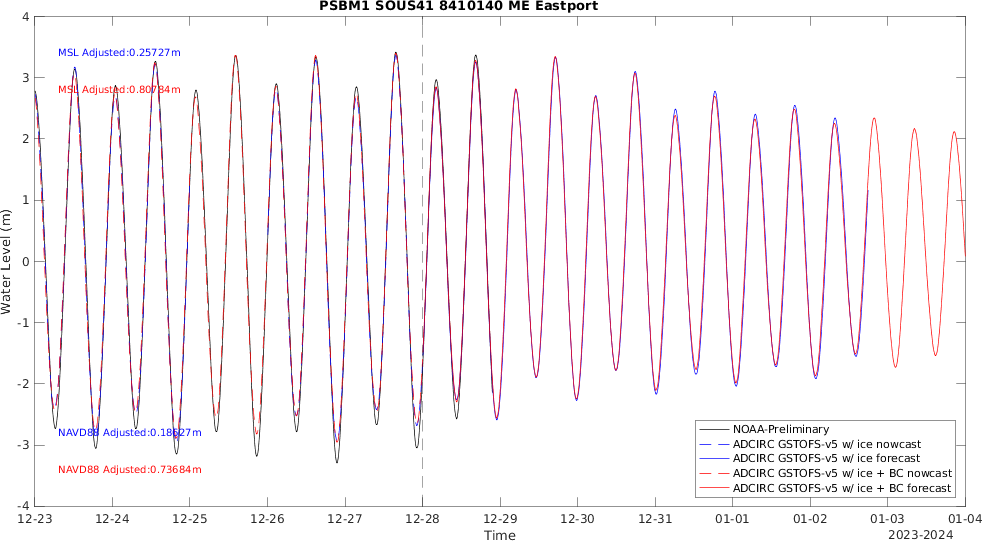 PSBM1 SOUS41 8410140 ME Eastport
4
3
2
1
0
-1
-2
-3
-4
Water Level (m)
MSL Adjusted:0.25727m
MSL Adjusted:0.80784m
NAVD88 Adjusted:0.18627m
NAVD88 Adjusted:0.73684m
NOAA-Preliminary
ADCIRC GSTOFS-v5 w/ ice nowcast
ADCIRC GSTOFS-v5 w/ ice forecast
ADCIRC GSTOFS-v5 w/ ice + BC nowcast
ADCIRC GSTOFS-v5 w/ ice + BC forecast
12-23 12-24 12-25 12-26 12-27 12-28 12-29 12-30 12-31 01-01 01-02 01-03 01-04
Time
2023-2024